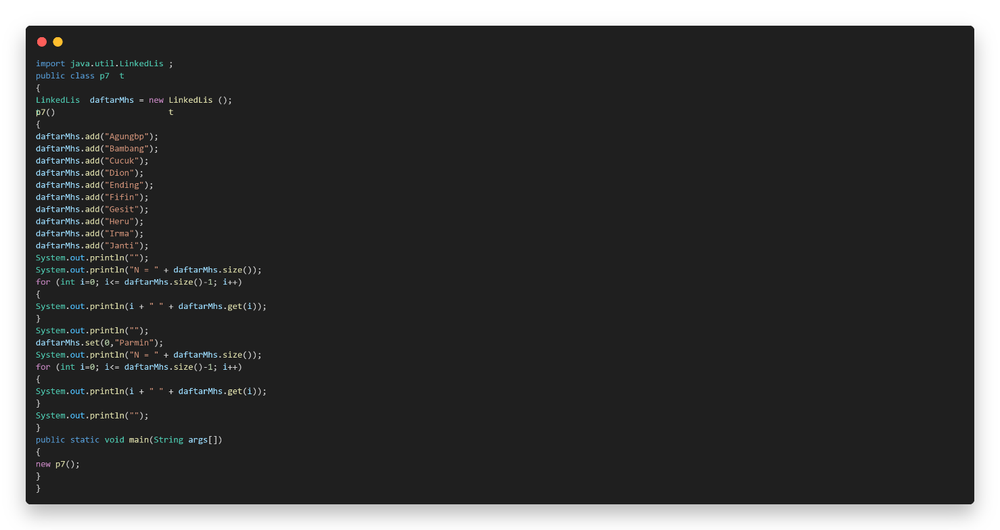 import java.util.LinkedLis ;
public class p7  t
{
LinkedLis  daftarMhs = new LinkedLis ();
tp7()                      t
{
daftarMhs.add("Agungbp");
daftarMhs.add("Bambang");
daftarMhs.add("Cucuk");
daftarMhs.add("Dion");
daftarMhs.add("Ending");
daftarMhs.add("Fifin");
daftarMhs.add("Gesit");
daftarMhs.add("Heru");
daftarMhs.add("Irma");
daftarMhs.add("Janti");
System.out.println("");
System.out.println("N = " + daftarMhs.size());
for (int i=0; i<= daftarMhs.size()-1; i++)
{
System.out.println(i + " " + daftarMhs.get(i));
}
System.out.println("");
daftarMhs.set(0,"Parmin");
System.out.println("N = " + daftarMhs.size());
for (int i=0; i<= daftarMhs.size()-1; i++)
{
System.out.println(i + " " + daftarMhs.get(i));
}
System.out.println("");
}
public static void main(String args[])
{
new p7();
}
}